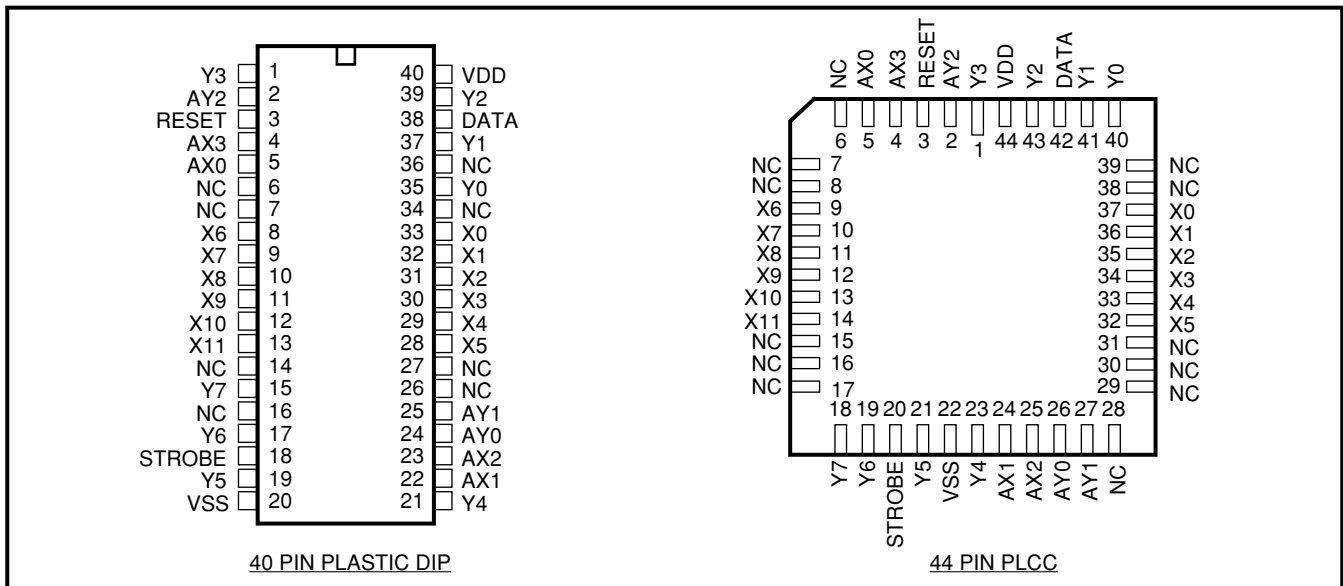 Y3 1 40 VDD
AY2 2 39 Y2
RESET 3 38 DATA
AX3 4 37 Y1
AX0 5 36 NC
NC 6 35 Y0
NC 7 34 NC
X6 8 33 X0
X7 9 32 X1
X8 10 31 X2
X9 11 30 X3
X10 12 29 X4
X11 13 28 X5
NC 14 27 NC
Y7 15 26 NC
NC 16 25 AY1
Y6 17 24 AY0
STROBE 18 23 AX2
Y5 19 22 AX1
VSS 20 21 Y4
40 PIN PLASTIC DIP
NC AX0 AX3 RESET AY2 Y3 VDD Y2 DATA Y1 Y0
6 5 4 3 2 1 44 43 42 41 40
NC 7 39 NC
NC 8 38 NC
X6 9 37 X0
X7 10 36 X1
X8 11 35 X2
X9 12 34 X3
X10 13 33 X4
X11 14 32 X5
NC 15 31 NC
NC 16 30 NC
NC 17 29 NC
18 19 20 21 22 23 24 25 26 27 28
Y7 Y6 STROBE Y5 VSS Y4 AX1 AX2 AY0 AY1 NC
44 PIN PLCC